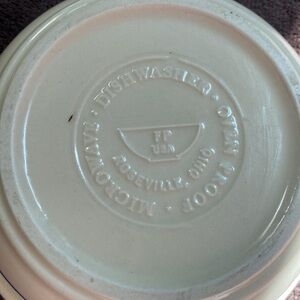 MICROWAVE · DISHWASHER · OVEN PROOF ·
FP
USA
ROSEVILLE, OHIO